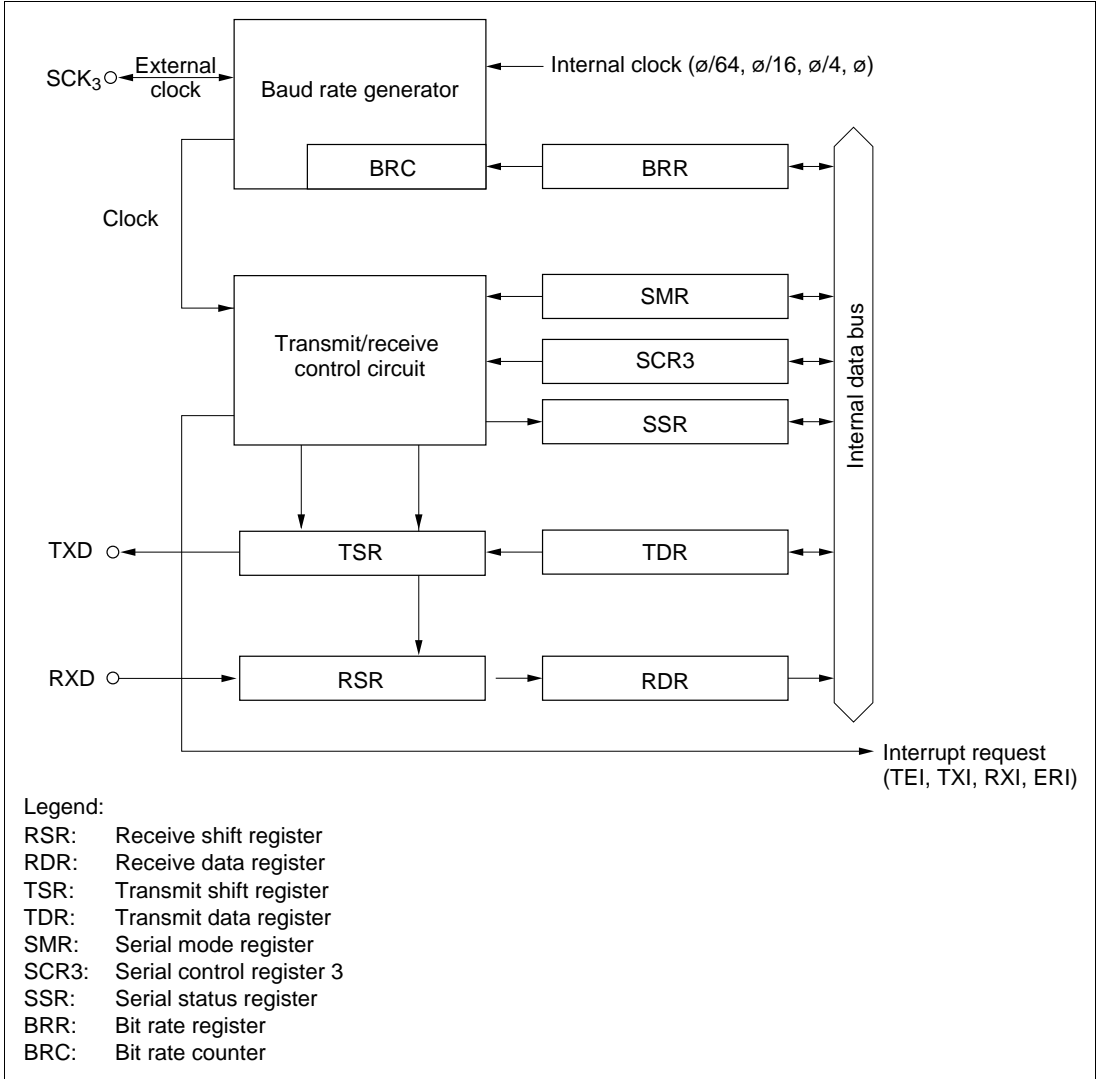 SCK3
External
clock
Baud rate generator
Internal clock (ø/64, ø/16, ø/4, ø)
BRC
BRR
Clock
Transmit/receive
control circuit
SMR
SCR3
SSR
Internal data bus
TXD
TSR
TDR
RXD
RSR
RDR
Interrupt request
(TEI, TXI, RXI, ERI)
Legend:
RSR: Receive shift register
RDR: Receive data register
TSR: Transmit shift register
TDR: Transmit data register
SMR: Serial mode register
SCR3: Serial control register 3
SSR: Serial status register
BRR: Bit rate register
BRC: Bit rate counter